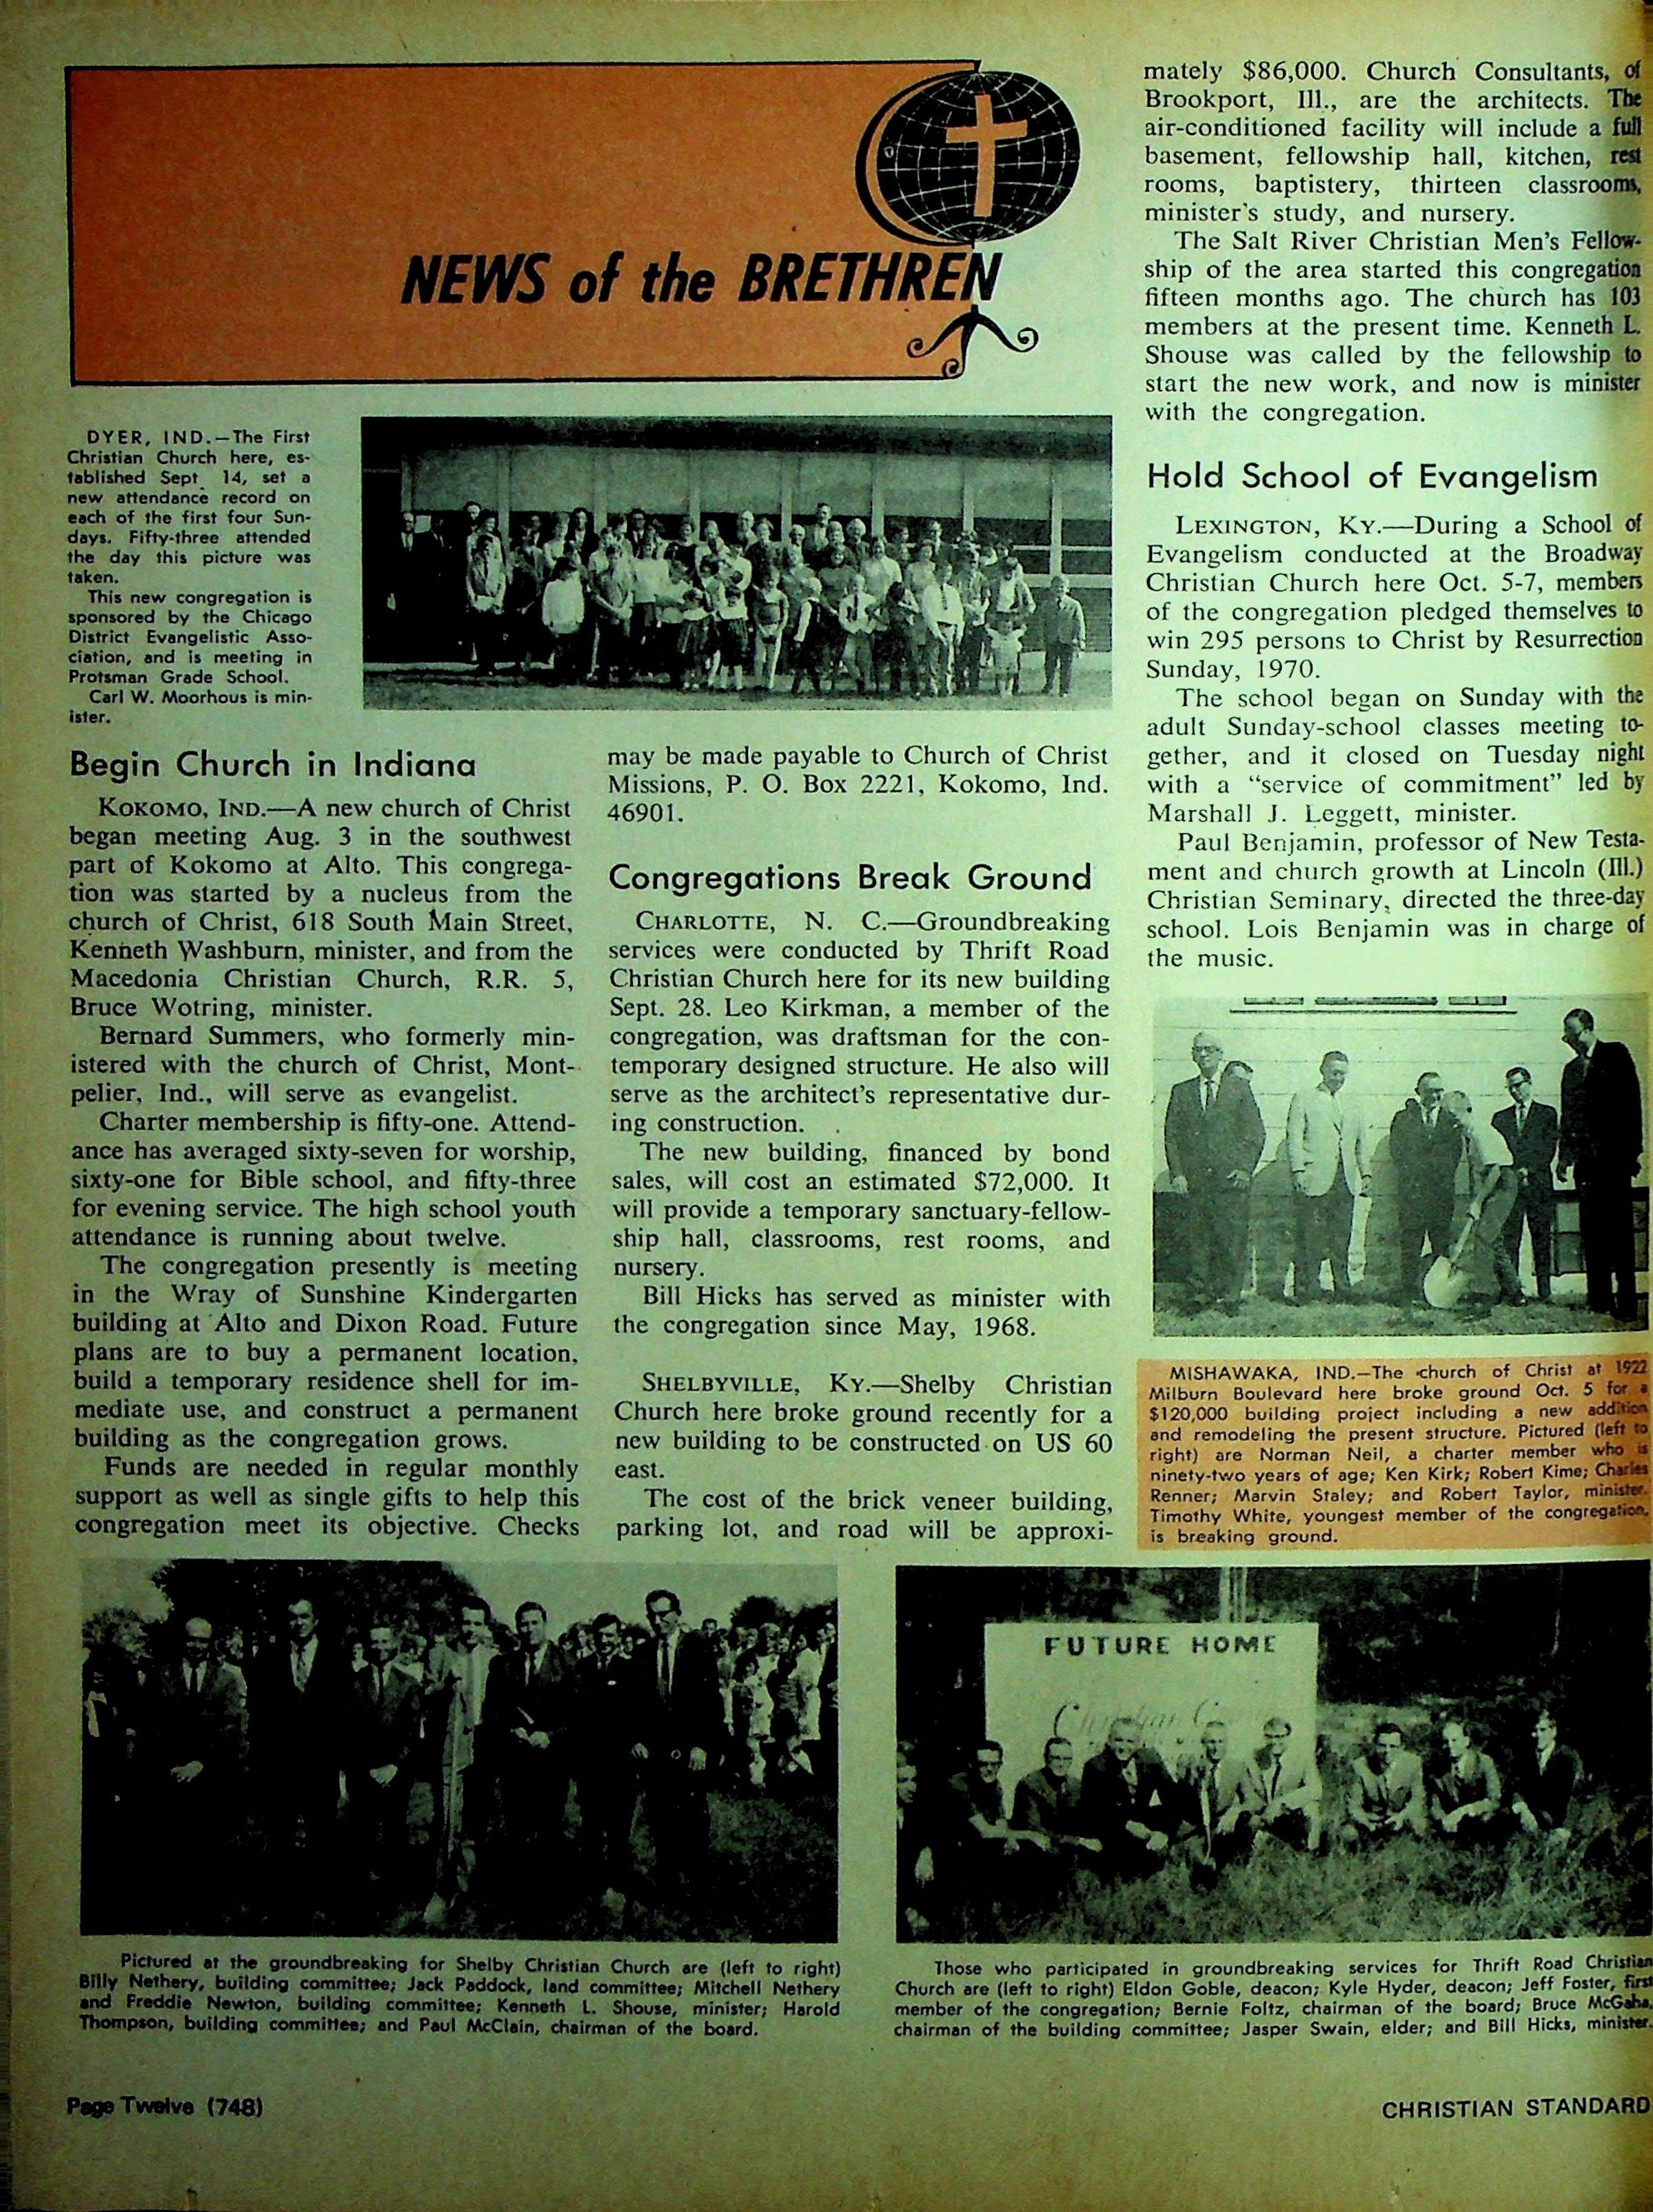 NEWS of the BRETHREN
DYER, IND.—The First
Christian Church here, es-
tablished Sept. 14, set a
new attendance record on
each of the first four Sun-
days. Fifty-three attended
the day this picture was
taken.
This new congregation is
sponsored by the Chicago
District Evangelistic Asso-
ciation, and is meeting in
Protsman Grade School.
Carl W. Moorhous is min-
ister.
Begin Church in Indiana
KOKOMO, IND.—A new church of Christ
began meeting Aug. 3 in the southwest
part of Kokomo at Alto. This congrega-
tion was started by a nucleus from the
church of Christ, 618 South Main Street,
Kenneth Washburn, minister, and from the
Macedonia Christian Church, R.R. 5,
Bruce Wotring, minister.
Bernard Summers, who formerly min-
istered with the church of Christ, Mont-
pelier, Ind., will serve as evangelist.
Charter membership is fifty-one. Attend-
ance has averaged sixty-seven for worship,
sixty-one for Bible school, and fifty-three
for evening service. The high school youth
attendance is running about twelve.
The congregation presently is meeting
in the Wray of Sunshine Kindergarten
building at Alto and Dixon Road. Future
plans are to buy a permanent location,
build a temporary residence shell for im-
mediate use, and construct a permanent
building as the congregation grows.
Funds are needed in regular monthly
support as well as single gifts to help this
congregation meet its objective. Checks
may be made payable to Church of Christ
Missions, P. O. Box 2221, Kokomo, Ind.
46901.
Congregations Break Ground
CHARLOTTE, N. C.—Groundbreaking
services were conducted by Thrift Road
Christian Church here for its new building
Sept. 28. Leo Kirkman, a member of the
congregation, was draftsman for the con-
temporary designed structure. He also will
serve as the architect's representative dur-
ing construction.
The new building, financed by bond
sales, will cost an estimated $72,000. It
will provide a temporary sanctuary-fellow-
ship hall, classrooms, rest rooms, and
nursery.
Bill Hicks has served as minister with
the congregation since May, 1968.
SHELBYVILLE, KY.—Shelby Christian
Church here broke ground recently for a
new building to be constructed on US 60
east.
The cost of the brick veneer building,
parking lot, and road will be approxi-
mately $86,000. Church Consultants, of
Brookport, Ill., are the architects. The
air-conditioned facility will include a full
basement, fellowship hall, kitchen, rest
rooms, baptistery, thirteen classrooms,
minister's study, and nursery.
The Salt River Christian Men's Fellow-
ship of the area started this congregation
fifteen months ago. The church has 103
members at the present time. Kenneth L.
Shouse was called by the fellowship to
start the new work, and now is minister
with the congregation.
Hold School of Evangelism
LEXINGTON, KY.—During a School of
Evangelism conducted at the Broadway
Christian Church here Oct. 5-7, members
of the congregation pledged themselves to
win 295 persons to Christ by Resurrection
Sunday, 1970.
The school began on Sunday with the
adult Sunday-school classes meeting to-
gether, and it closed on Tuesday night
with a "service of commitment" led by
Marshall J. Leggett, minister.
Paul Benjamin, professor of New Testa-
ment and church growth at Lincoln (Ill.)
Christian Seminary, directed the three-day
school. Lois Benjamin was in charge of
the music.
MISHAWAKA, IND.—The church of Christ at 1922
Milburn Boulevard here broke ground Oct. 5 for a
$120,000 building project including a new addition
and remodeling the present structure. Pictured (left to
right) are Norman Neil, a charter member who is
ninety-two years of age; Ken Kirk; Robert Kime; Charles
Renner; Marvin Staley; and Robert Taylor, minister.
Timothy White, youngest member of the congregation,
is breaking ground.
FUTURE HOME
Christian
Pictured at the groundbreaking for Shelby Christian Church are (left to right)
Billy Nethery, building committee; Jack Paddock, land committee; Mitchell Nethery
and Freddie Newton, building committee; Kenneth L. Shouse, minister; Harold
Thompson, building committee; and Paul McClain, chairman of the board.
Those who participated in groundbreaking services for Thrift Road Christian
Church are (left to right) Eldon Goble, deacon; Kyle Hyder, deacon; Jeff Foster, first
member of the congregation; Bernie Foltz, chairman of the board; Bruce McGaha,
chairman of the building committee; Jasper Swain, elder; and Bill Hicks, minister.
Page Twelve (748)
CHRISTIAN STANDARD